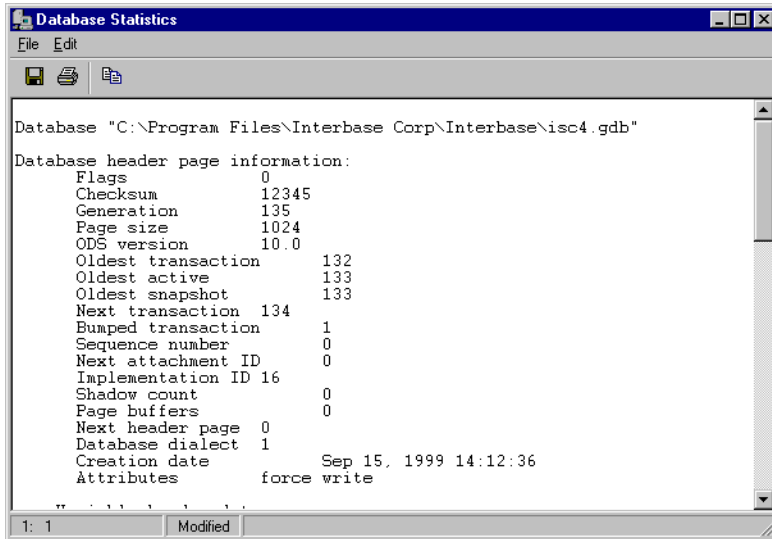 Database Statistics
File Edit
Database "C:\Program Files\Interbase Corp\Interbase\isc4.gdb"
Database header page information:
Flags 0
Checksum 12345
Generation 135
Page size 1024
ODS version 10.0
Oldest transaction 132
Oldest active 133
Oldest snapshot 133
Next transaction 134
Bumped transaction 1
Sequence number 0
Next attachment ID 0
Implementation ID 16
Shadow count 0
Page buffers 0
Next header page 0
Database dialect 1
Creation date Sep 15, 1999 14:12:36
Attributes force write
1: 1 Modified